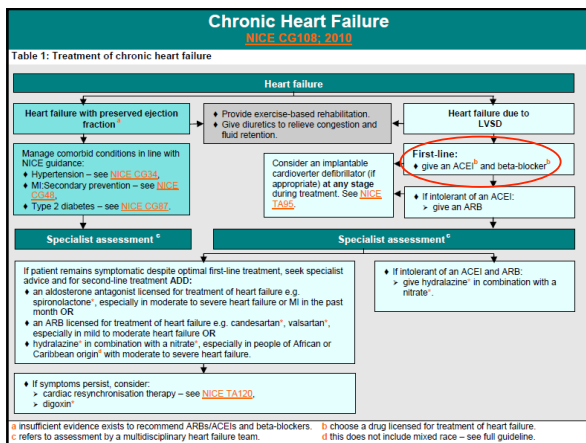 Chronic Heart Failure
NICE CG108; 2010
Table 1: Treatment of chronic heart failure
Heart failure
Heart failure with preserved ejection
fraction a
♦ Provide exercise-based rehabilitation.
♦ Give diuretics to relieve congestion and
fluid retention.
Heart failure due to
LVSD
Manage comorbid conditions in line with
NICE guidance:
♦ Hypertension – see NICE CG34,
♦ MI:Secondary prevention – see NICE
CG48,
♦ Type 2 diabetes – see NICE CG87.
Consider an implantable
cardioverter defibrillator (if
appropriate) at any stage
during treatment. See NICE
TA95.
First-line:
♦ give an ACEI b and beta-blocker b
♦ If intolerant of an ACEI:
➢ give an ARB
Specialist assessment c
Specialist assessment c
If patient remains symptomatic despite optimal first-line treatment, seek specialist
advice and for second-line treatment ADD:
♦ an aldosterone antagonist licensed for treatment of heart failure e.g.
spironolactone*, especially in moderate to severe heart failure or MI in the past
month OR
♦ an ARB licensed for treatment of heart failure e.g. candesartan*, valsartan*,
especially in mild to moderate heart failure OR
♦ hydralazine* in combination with a nitrate*, especially in people of African or
Caribbean origin d with moderate to severe heart failure.
♦ If intolerant of an ACEI and ARB:
➢ give hydralazine* in combination with a
nitrate*.
♦ If symptoms persist, consider:
➢ cardiac resynchronisation therapy – see NICE TA120,
➢ digoxin*
a insufficient evidence exists to recommend ARBs/ACEIs and beta-blockers. b choose a drug licensed for treatment of heart failure.
c refers to assessment by a multidisciplinary heart failure team. d this does not include mixed race – see full guideline.